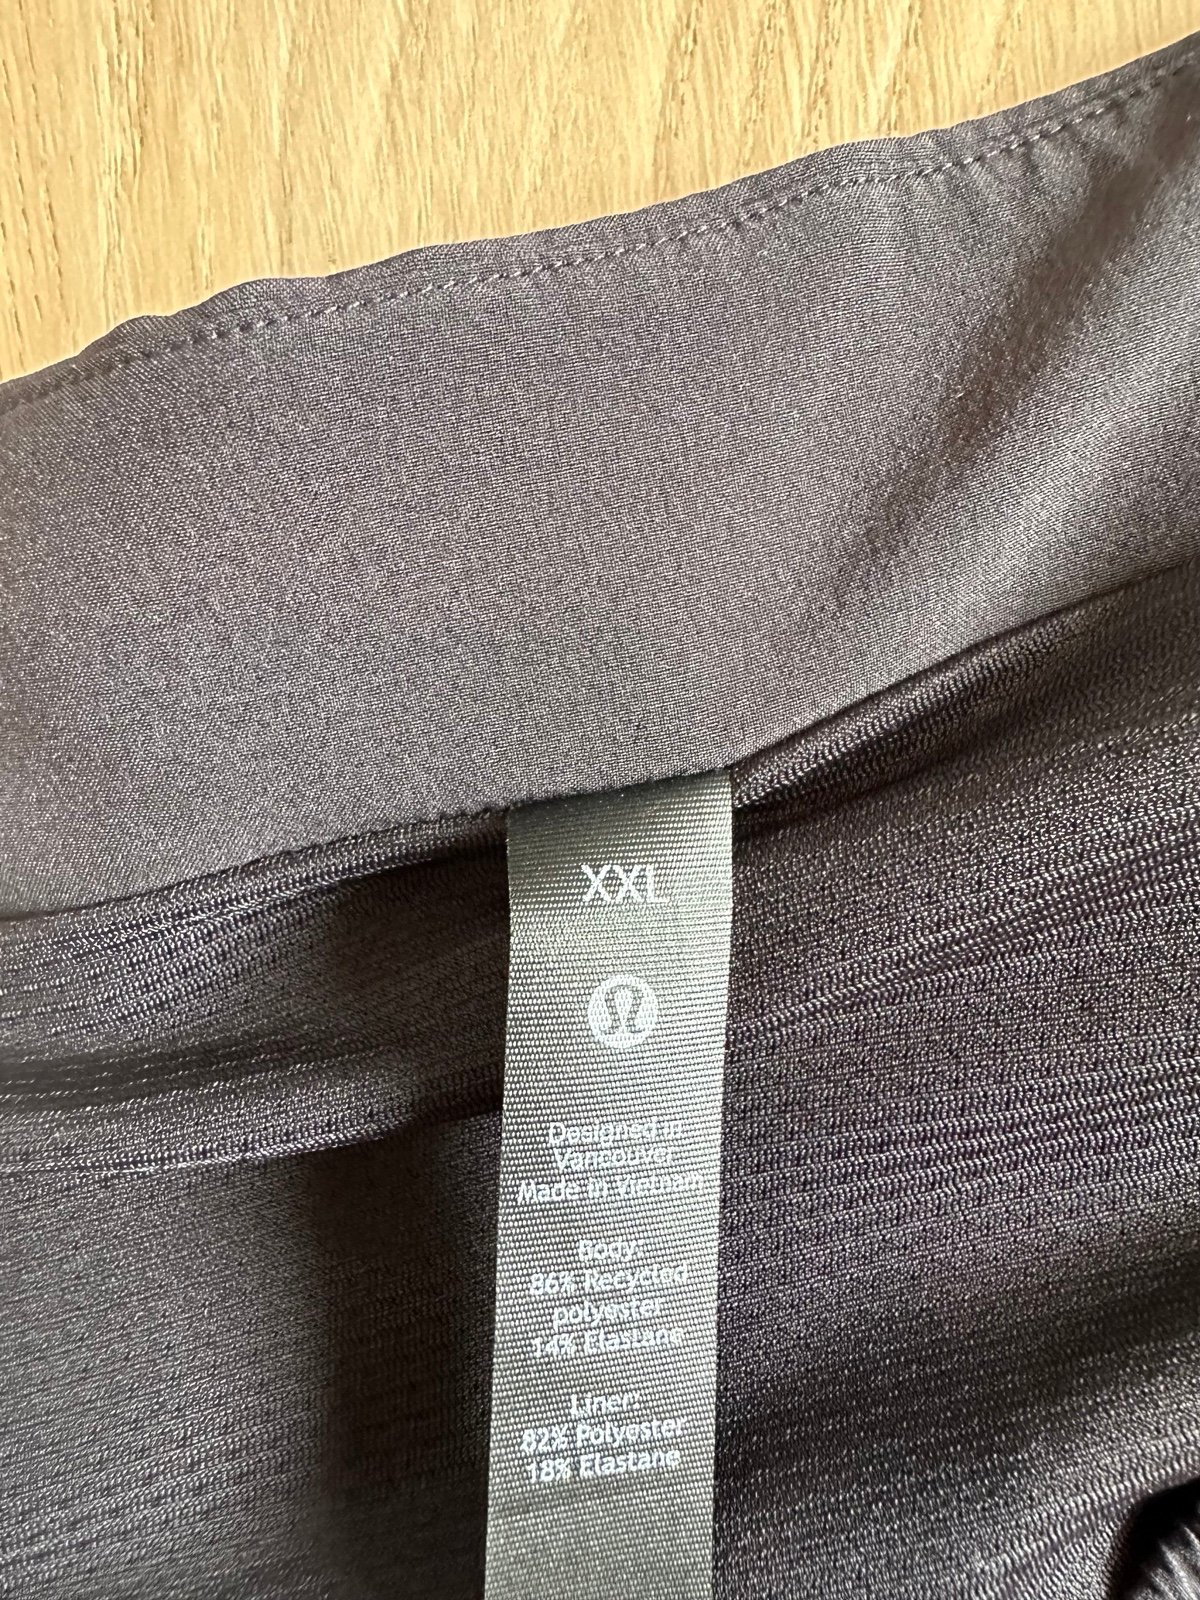 XXL
Designed in
Vancouver
Made in Vietnam
Body:
86% Recycled
polyester
14% Elastane
Liner:
82% Polyester
18% Elastane